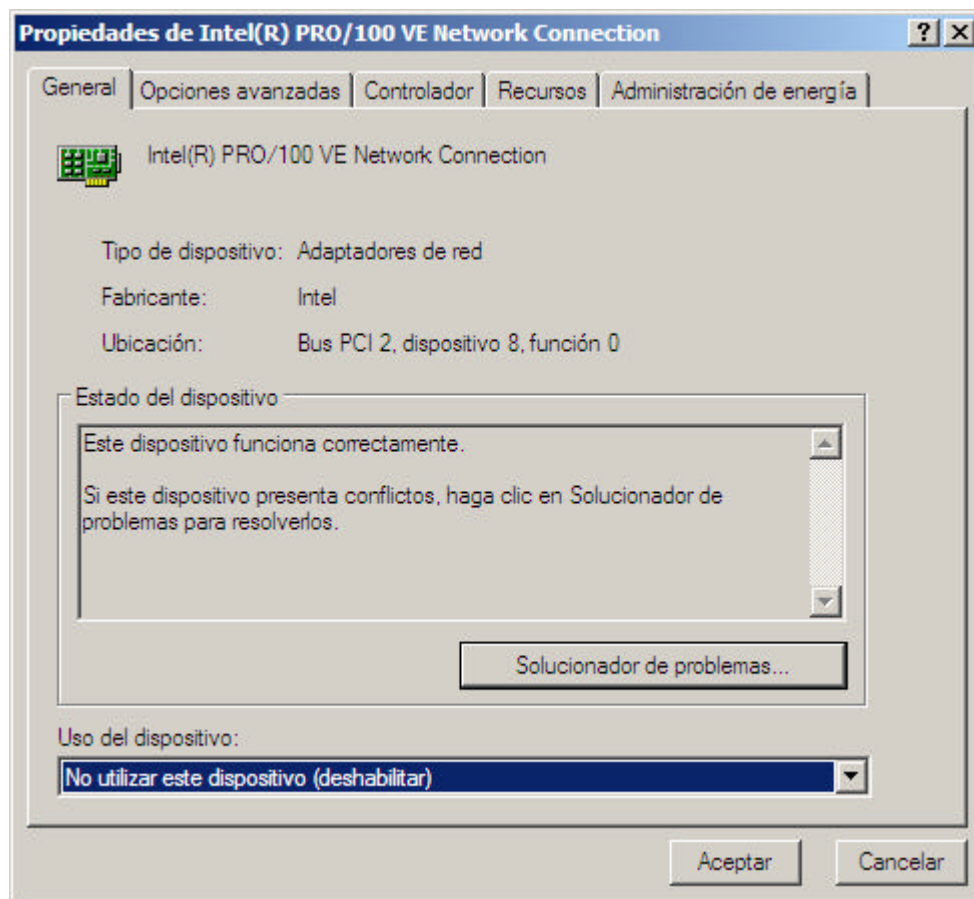 Propiedades de Intel(R) PRO/100 VE Network Connection
General
Opciones avanzadas
Controlador
Recursos
Administración de energía
Intel(R) PRO/100 VE Network Connection
Tipo de dispositivo: Adaptadores de red
Fabricante: Intel
Ubicación: Bus PCI 2, dispositivo 8, función 0
Estado del dispositivo
Este dispositivo funciona correctamente.
Si este dispositivo presenta conflictos, haga clic en Solucionador de
problemas para resolverlos.
Solucionador de problemas...
Uso del dispositivo:
No utilizar este dispositivo (deshabilitar)
Aceptar
Cancelar